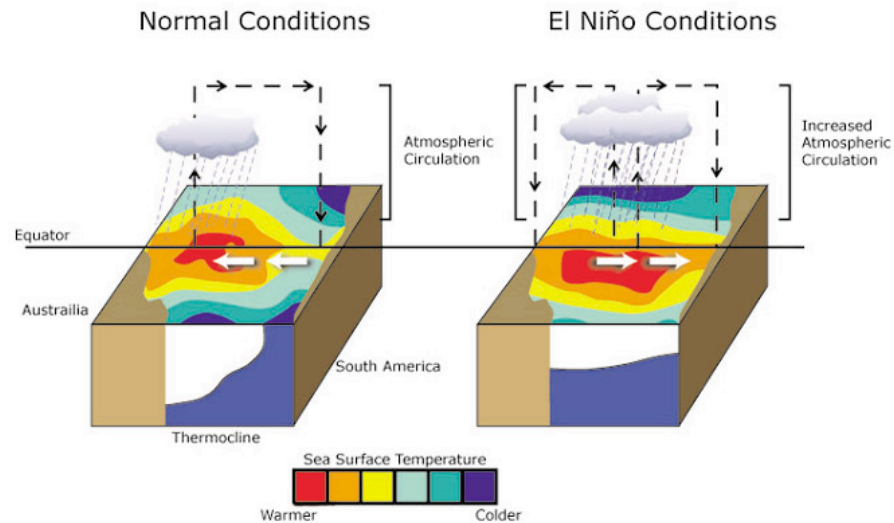 Normal Conditions
El Niño Conditions
Atmospheric
Circulation
Increased
Atmospheric
Circulation
Equator
Austrailia
South America
Thermocline
Sea Surface Temperature
Warmer
Colder